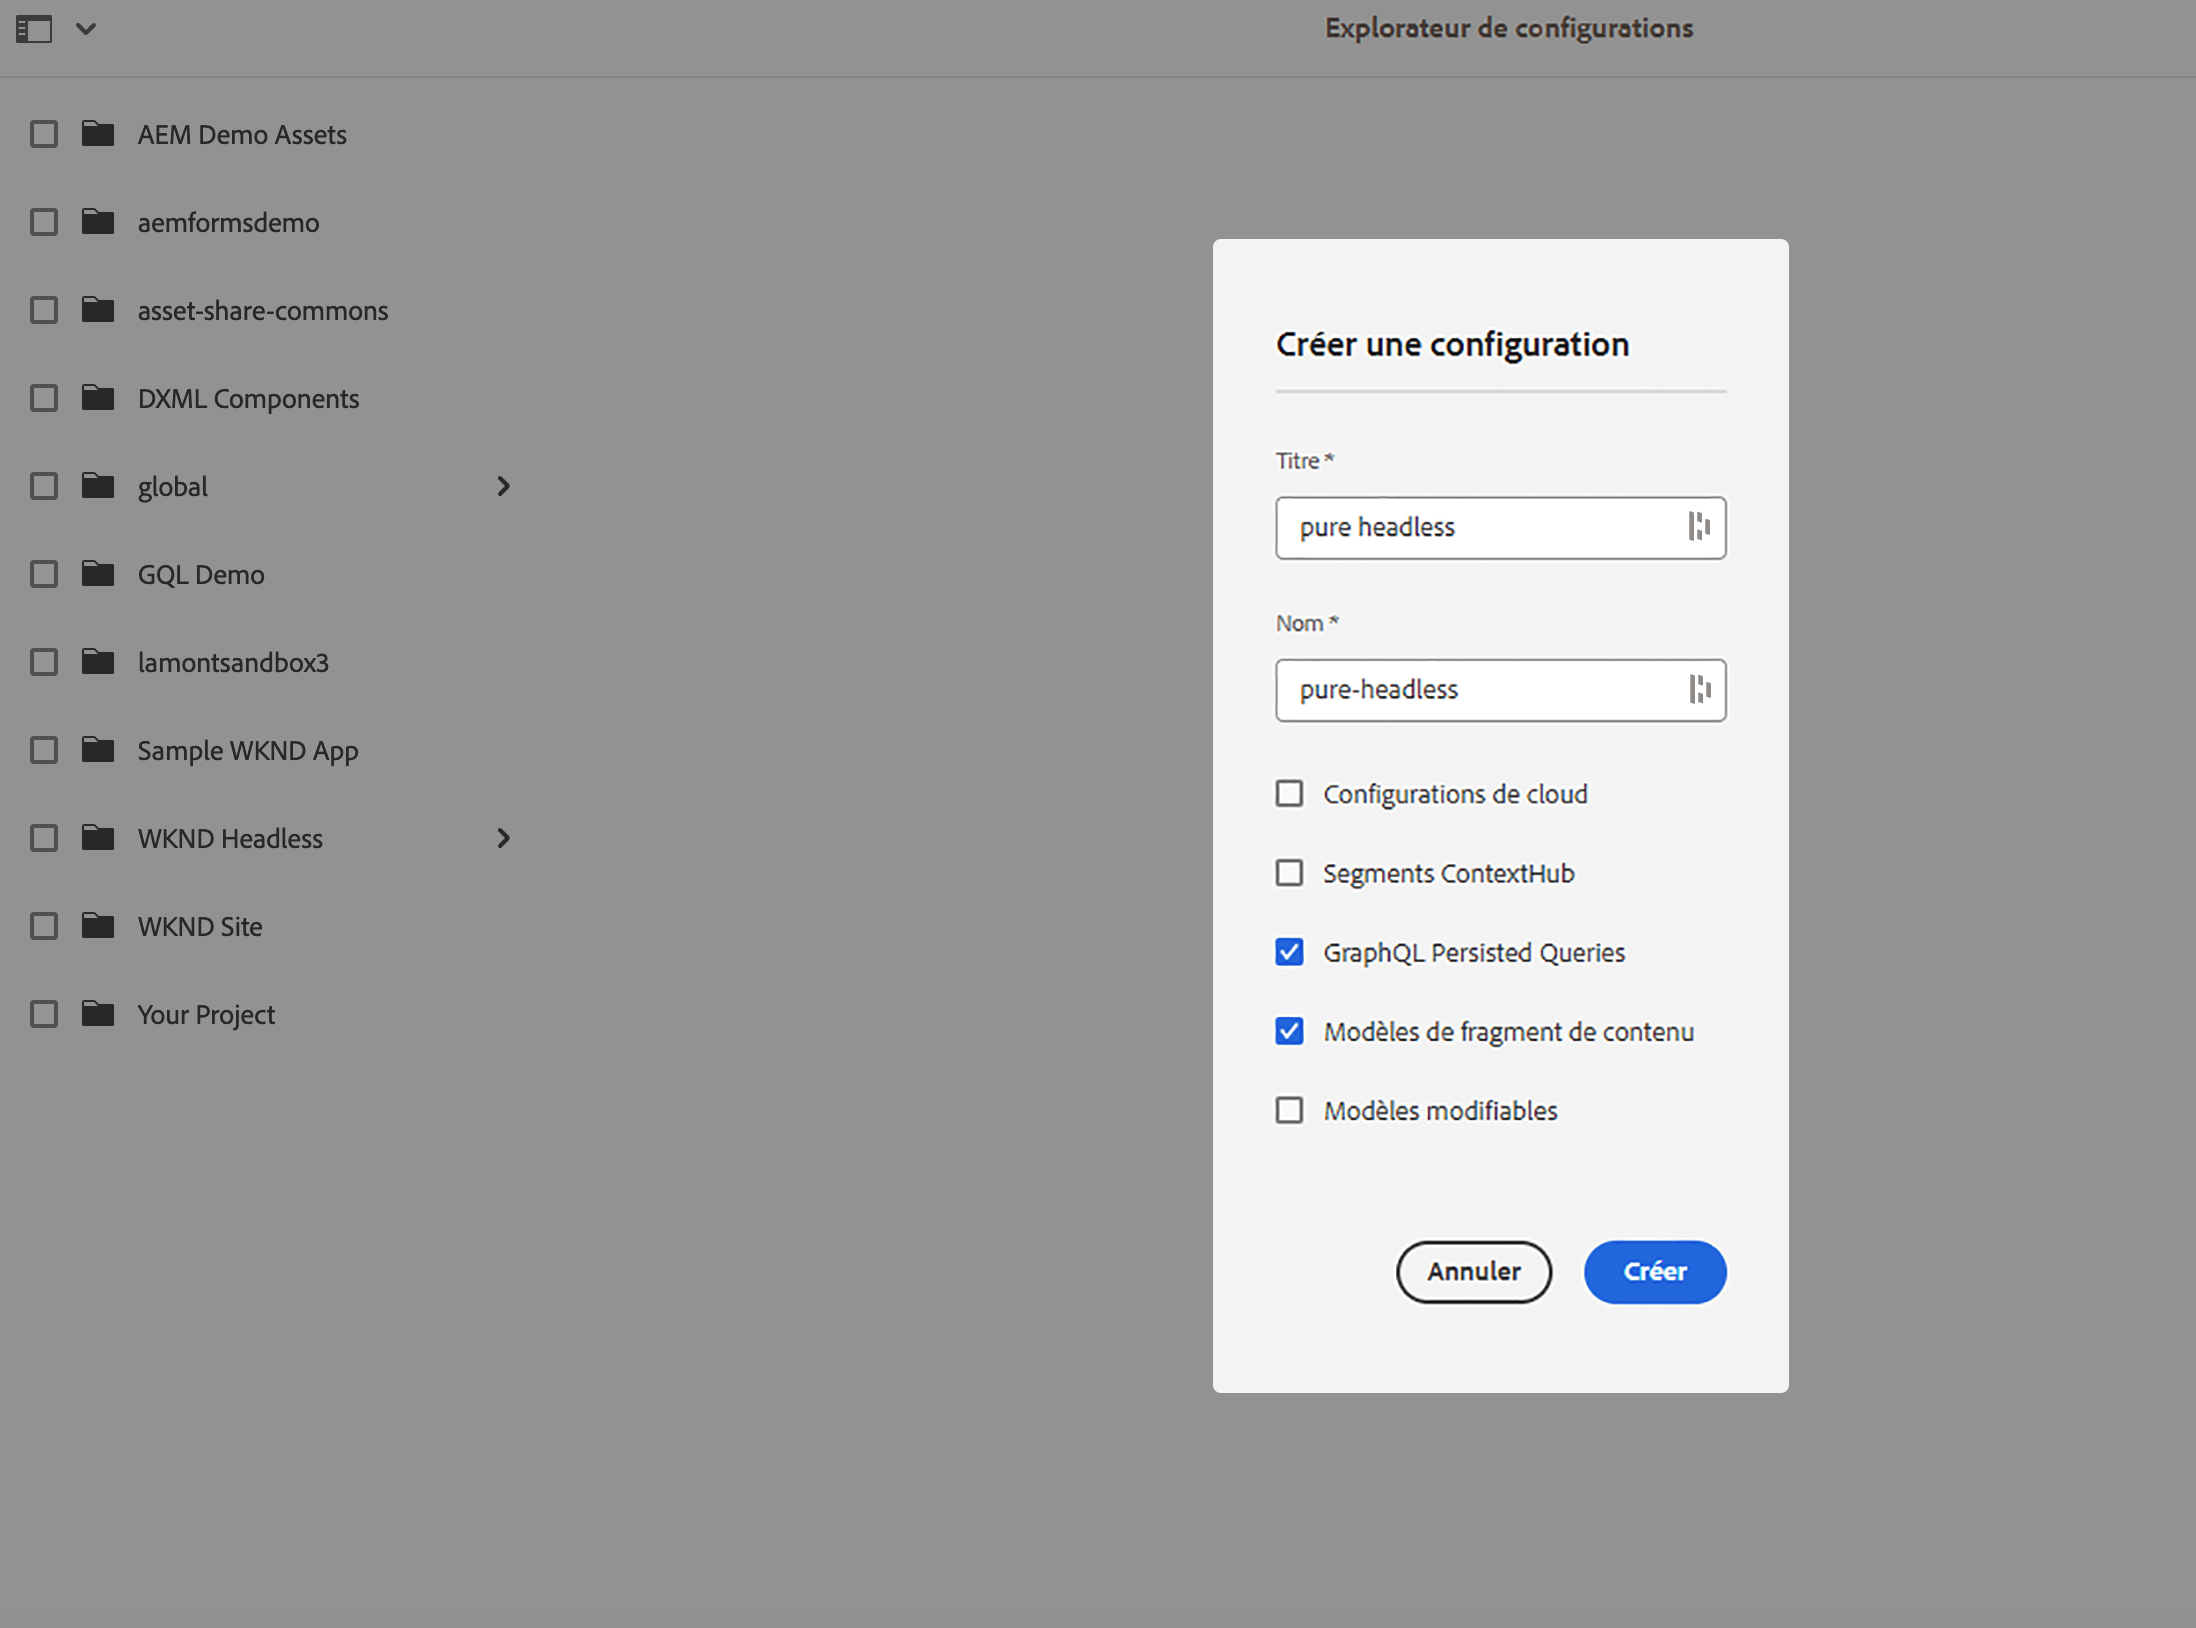 Explorateur de configurations
AEM Demo Assets
aemformsdemo
asset-share-commons
DXML Components
global
GQL Demo
lamontsandbox3
Sample WKND App
WKND Headless
WKND Site
Your Project
Créer une configuration
Titre *
pure headless
Nom *
pure-headless
Configurations de cloud
Segments ContextHub
GraphQL Persisted Queries
Modèles de fragment de contenu
Modèles modifiables
Annuler
Créer